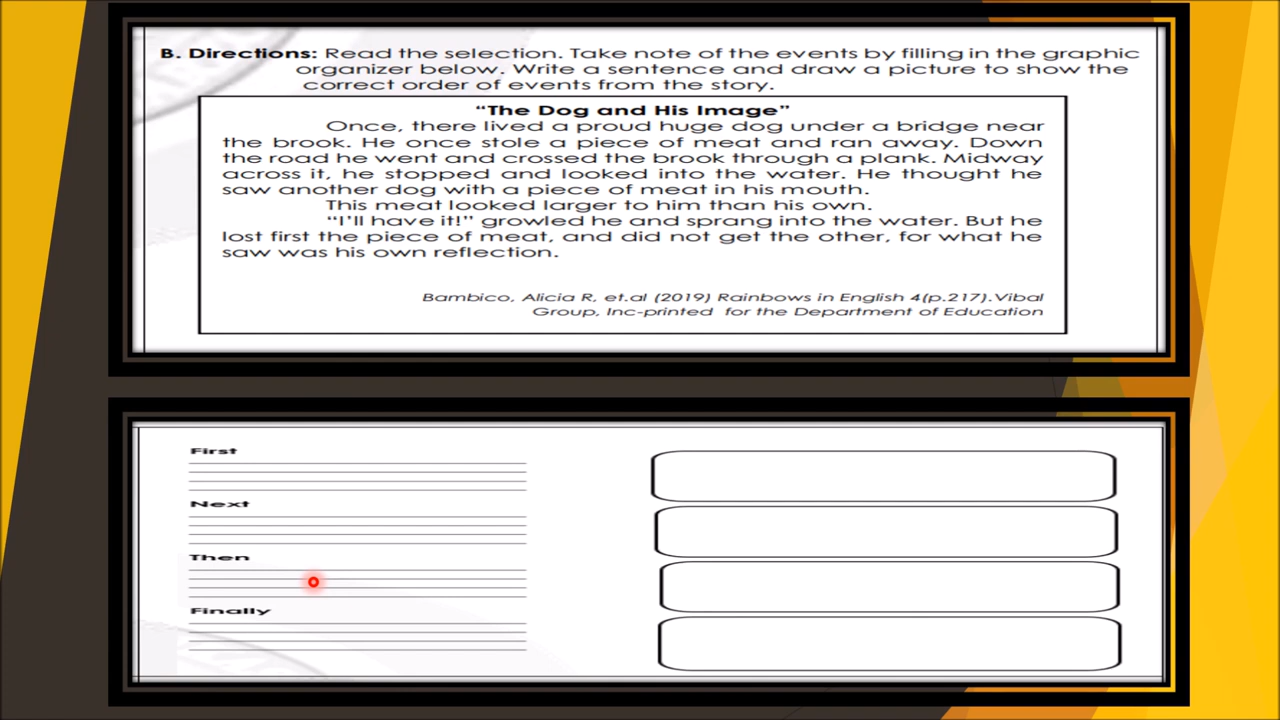 B. Directions: Read the selection. Take note of the events by filling in the graphic
organizer below. Write a sentence and draw a picture to show the
correct order of events from the story.
“The Dog and His Image”
Once, there lived a proud huge dog under a bridge near
the brook. He once stole a piece of meat and ran away. Down
the road he went and crossed the brook through a plank. Midway
across it, he stopped and looked into the water. He thought he
saw another dog with a piece of meat in his mouth.
This meat looked larger to him than his own.
“I’ll have it!” growled he and sprang into the water. But he
lost first the piece of meat, and did not get the other, for what he
saw was his own reflection.
Bambico, Alicia R, et.al (2019) Rainbows in English 4(p.217).Vibal
Group, Inc-printed for the Department of Education
First
Next
Then
Finally